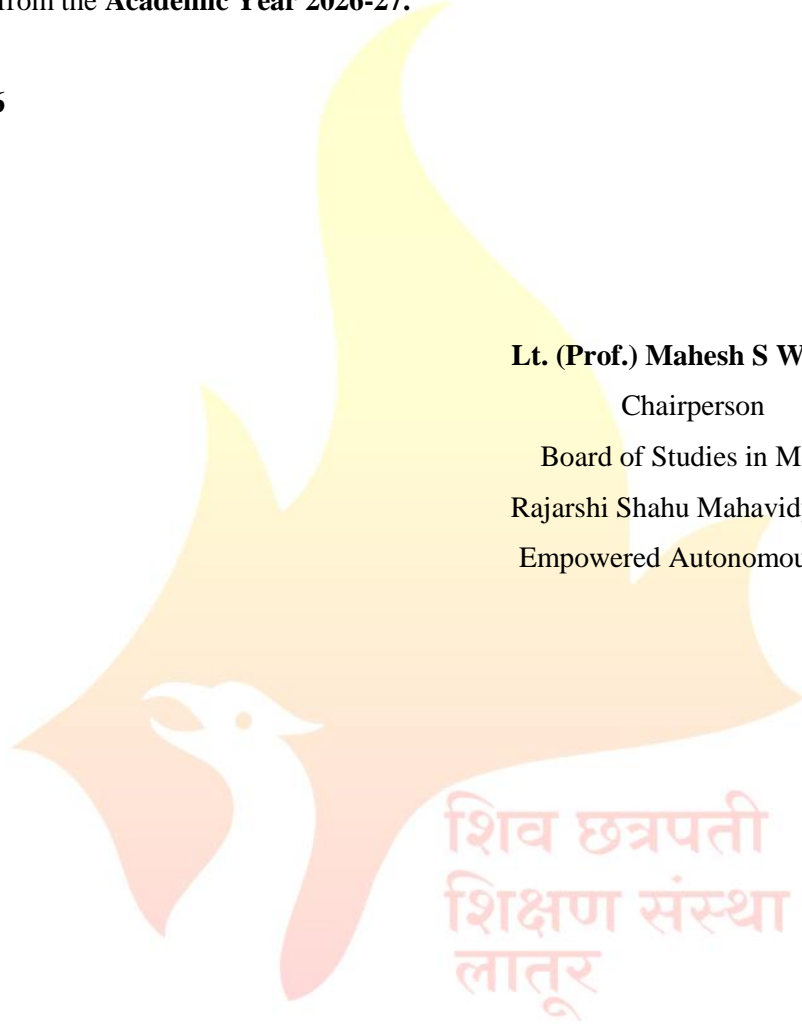 from the Academic Year 2026-27.
6
Lt. (Prof.) Mahesh S W
Chairperson
Board of Studies in M
Rajarshi Shahu Mahavid
Empowered Autonomou
शिव छत्रपती
शिक्षण संस्था
लातूर